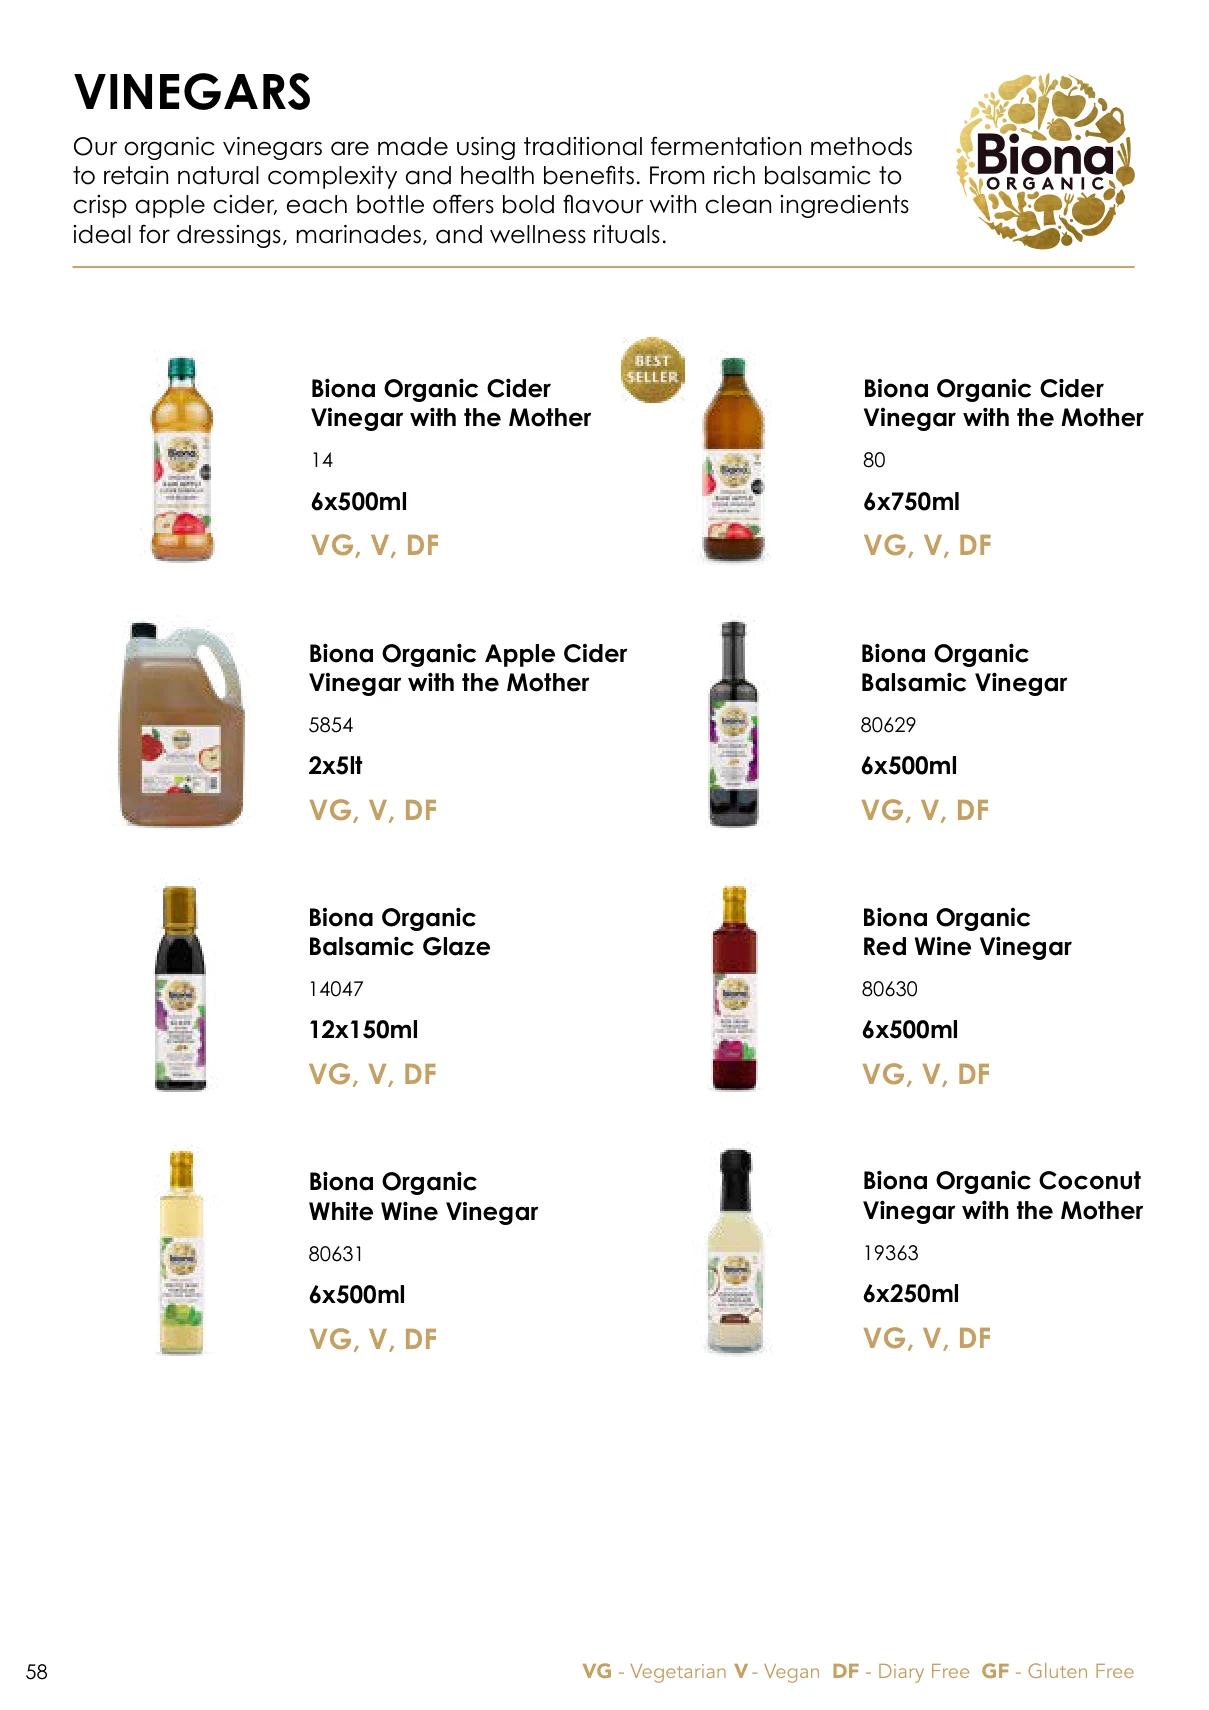 VINEGARS
Our organic vinegars are made using traditional fermentation methods
to retain natural complexity and health benefits. From rich balsamic to
crisp apple cider, each bottle offers bold flavour with clean ingredients
ideal for dressings, marinades, and wellness rituals.
Biona
ORGANIC
Biona Organic Cider
Vinegar with the Mother
14
6x500ml
VG, V, DF
BEST
SELLER
Biona Organic Cider
Vinegar with the Mother
80
6x750ml
VG, V, DF
Biona Organic Apple Cider
Vinegar with the Mother
5854
2x5lt
VG, V, DF
Biona Organic
Balsamic Vinegar
80629
6x500ml
VG, V, DF
Biona Organic
Balsamic Glaze
14047
12x150ml
VG, V, DF
Biona Organic
Red Wine Vinegar
80630
6x500ml
VG, V, DF
Biona Organic
White Wine Vinegar
80631
6x500ml
VG, V, DF
Biona Organic Coconut
Vinegar with the Mother
19363
6x250ml
VG, V, DF
58
VG - Vegetarian V - Vegan DF - Diary Free GF - Gluten Free